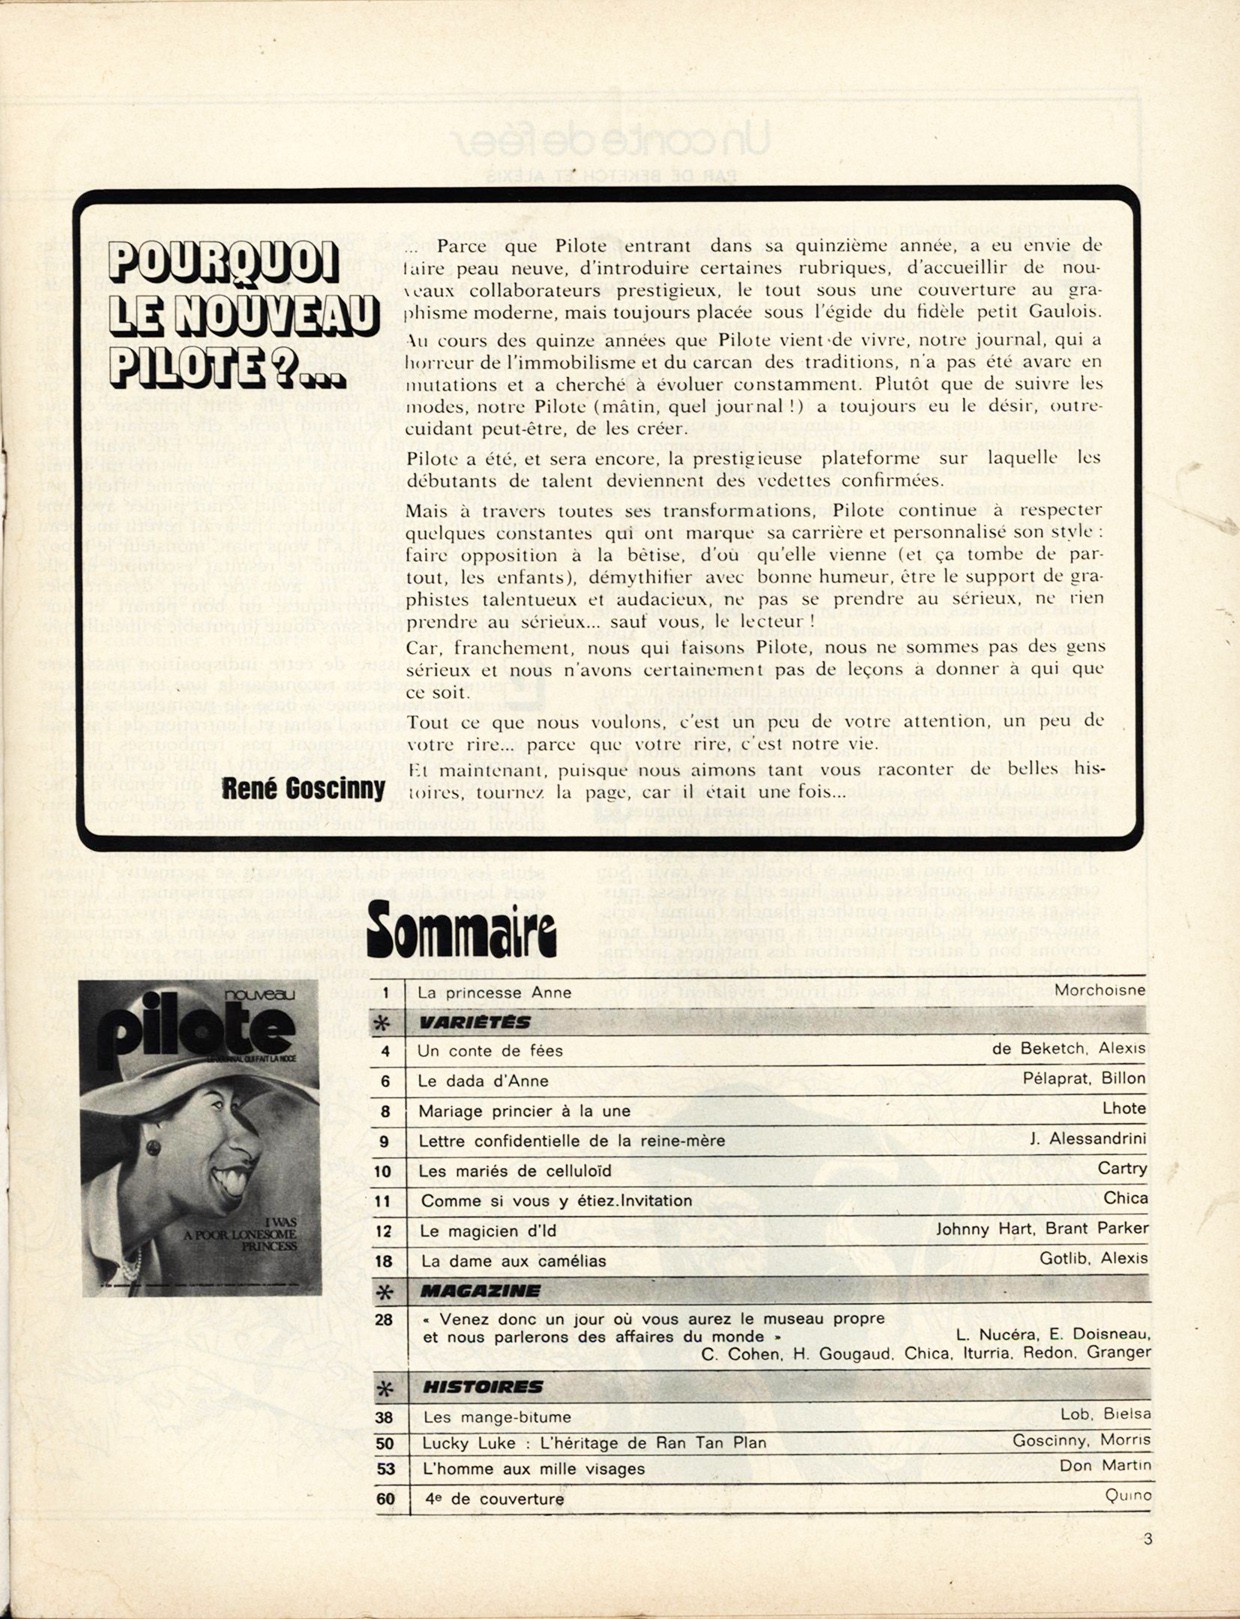 POURQUOI
LE NOUVEAU
PILOTE ?...
... Parce que Pilote entrant dans sa quinzième année, a eu envie de
faire peau neuve, d'introduire certaines rubriques, d'accueillir de nou-
veaux collaborateurs prestigieux, le tout sous une couverture au gra-
phisme moderne, mais toujours placée sous l'égide du fidèle petit Gaulois.
Au cours des quinze années que Pilote vient de vivre, notre journal, qui a
horreur de l'immobilisme et du carcan des traditions, n'a pas été avare en
mutations et a cherché à évoluer constamment. Plutôt que de suivre les
modes, notre Pilote (mâtin, quel journal !) a toujours eu le désir, outre-
cuidant peut-être, de les créer.
Pilote a été, et sera encore, la prestigieuse plateforme sur laquelle les
débutants de talent deviennent des vedettes confirmées.
Mais à travers toutes ses transformations, Pilote continue à respecter
quelques constantes qui ont marque sa carrière et personnalisé son style :
faire opposition à la bêtise, d'où qu'elle vienne (et ça tombe de par-
tout, les enfants), démythifier avec bonne humeur, être le support de gra-
phistes talentueux et audacieux, ne pas se prendre au sérieux, ne rien
prendre au sérieux... sauf vous, le lecteur !
Car, franchement, nous qui faisons Pilote, nous ne sommes pas des gens
sérieux et nous n'avons certainement pas de leçons à donner à qui que
ce soit.
Tout ce que nous voulons, c'est un peu de votre attention, un peu de
votre rire... parce que votre rire, c'est notre vie.
Et maintenant, puisque nous aimons tant vous raconter de belles his-
toires, tournez la page, car il était une fois...
René Goscinny
Sommaire
nouveau
pilote
LE JOURNAL QUI FAIT LA NOCE
I WAS
A POOR LONESOME
PRINCESS
1 La princesse Anne Morchoisne
* VARIÉTÉS
4 Un conte de fées de Beketch, Alexis
6 Le dada d'Anne Pélaprat, Billon
8 Mariage princier à la une Lhote
9 Lettre confidentielle de la reine-mère J. Alessandrini
10 Les mariés de celluloïd Cartry
11 Comme si vous y étiez.Invitation Chica
12 Le magicien d'Id Johnny Hart, Brant Parker
18 La dame aux camélias Gotlib, Alexis
* MAGAZINE
28 « Venez donc un jour où vous aurez le museau propre
et nous parlerons des affaires du monde » L. Nucéra, E. Doisneau,
C. Cohen, H. Gougaud, Chica, Iturria, Redon, Granger
* HISTOIRES
38 Les mange-bitume Lob, Bielsa
50 Lucky Luke : L'héritage de Ran Tan Plan Goscinny, Morris
53 L'homme aux mille visages Don Martin
60 4e de couverture Quino
3